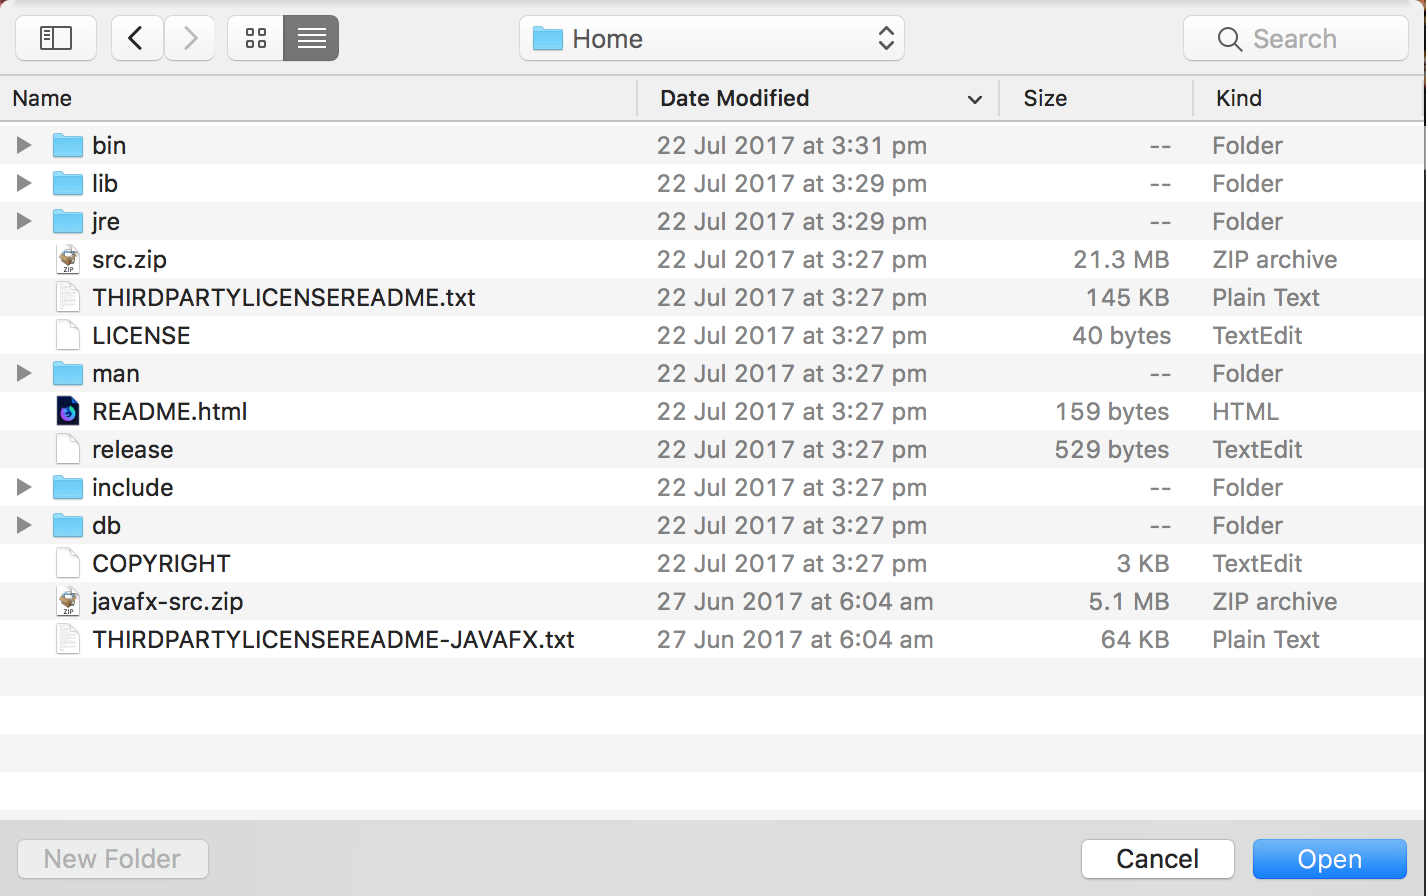 Home Search
Name Date Modified Size Kind
bin 22 Jul 2017 at 3:31 pm -- Folder
lib 22 Jul 2017 at 3:29 pm -- Folder
jre 22 Jul 2017 at 3:29 pm -- Folder
ZIP src.zip 22 Jul 2017 at 3:27 pm 21.3 MB ZIP archive
THIRDPARTYLICENSEREADME.txt 22 Jul 2017 at 3:27 pm 145 KB Plain Text
LICENSE 22 Jul 2017 at 3:27 pm 40 bytes TextEdit
man 22 Jul 2017 at 3:27 pm -- Folder
README.html 22 Jul 2017 at 3:27 pm 159 bytes HTML
release 22 Jul 2017 at 3:27 pm 529 bytes TextEdit
include 22 Jul 2017 at 3:27 pm -- Folder
db 22 Jul 2017 at 3:27 pm -- Folder
COPYRIGHT 22 Jul 2017 at 3:27 pm 3 KB TextEdit
ZIP javafx-src.zip 27 Jun 2017 at 6:04 am 5.1 MB ZIP archive
THIRDPARTYLICENSEREADME-JAVAFX.txt 27 Jun 2017 at 6:04 am 64 KB Plain Text
New Folder Cancel Open